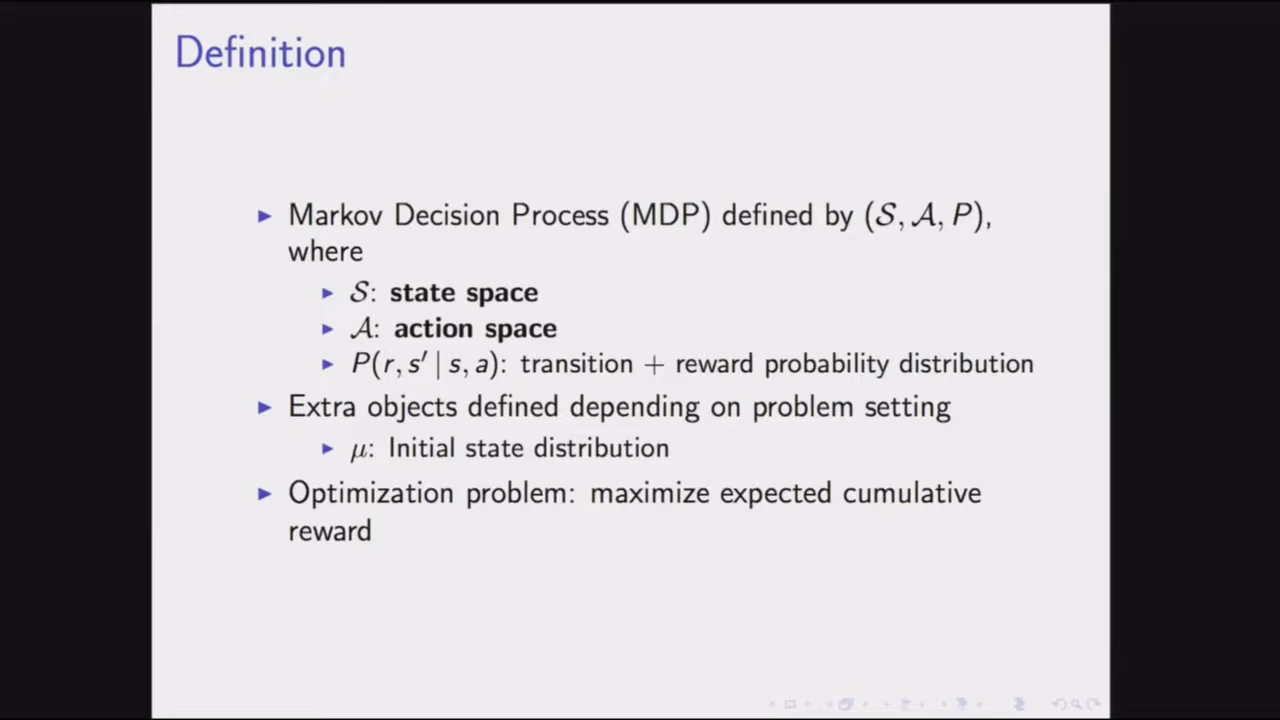 Definition
▶ Markov Decision Process (MDP) defined by (𝒮, 𝒜, P),
where
▶ 𝒮: state space
▶ 𝒜: action space
▶ P(r, s′ | s, a): transition + reward probability distribution
▶ Extra objects defined depending on problem setting
▶ μ: Initial state distribution
▶ Optimization problem: maximize expected cumulative
reward